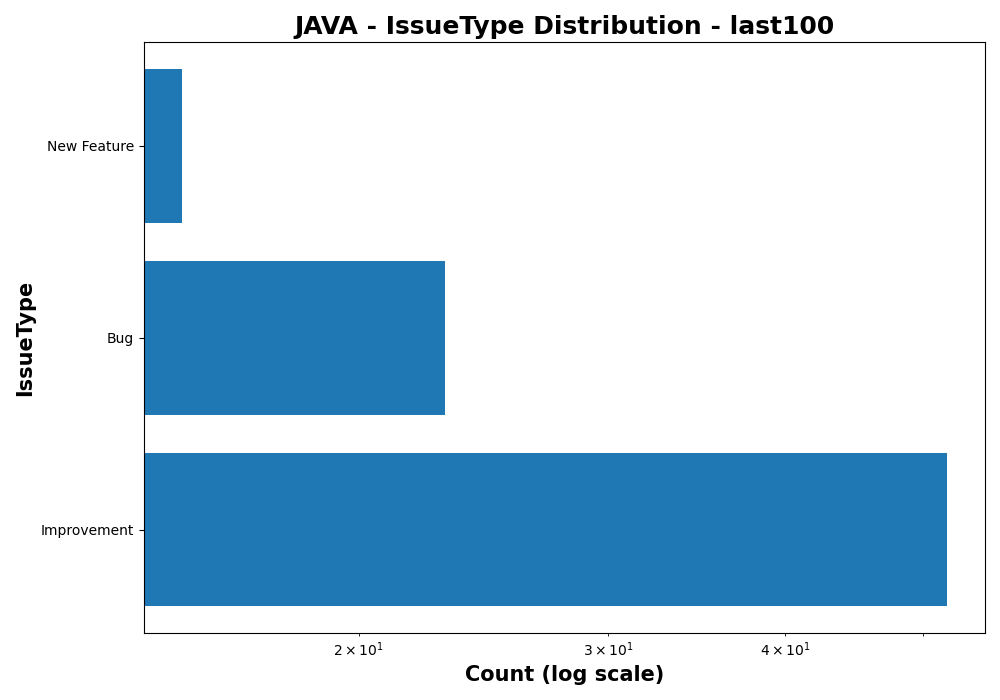 JAVA - IssueType Distribution - last100
New Feature
Bug
Improvement
IssueType
2 × 10¹
3 × 10¹
4 × 10¹
Count (log scale)